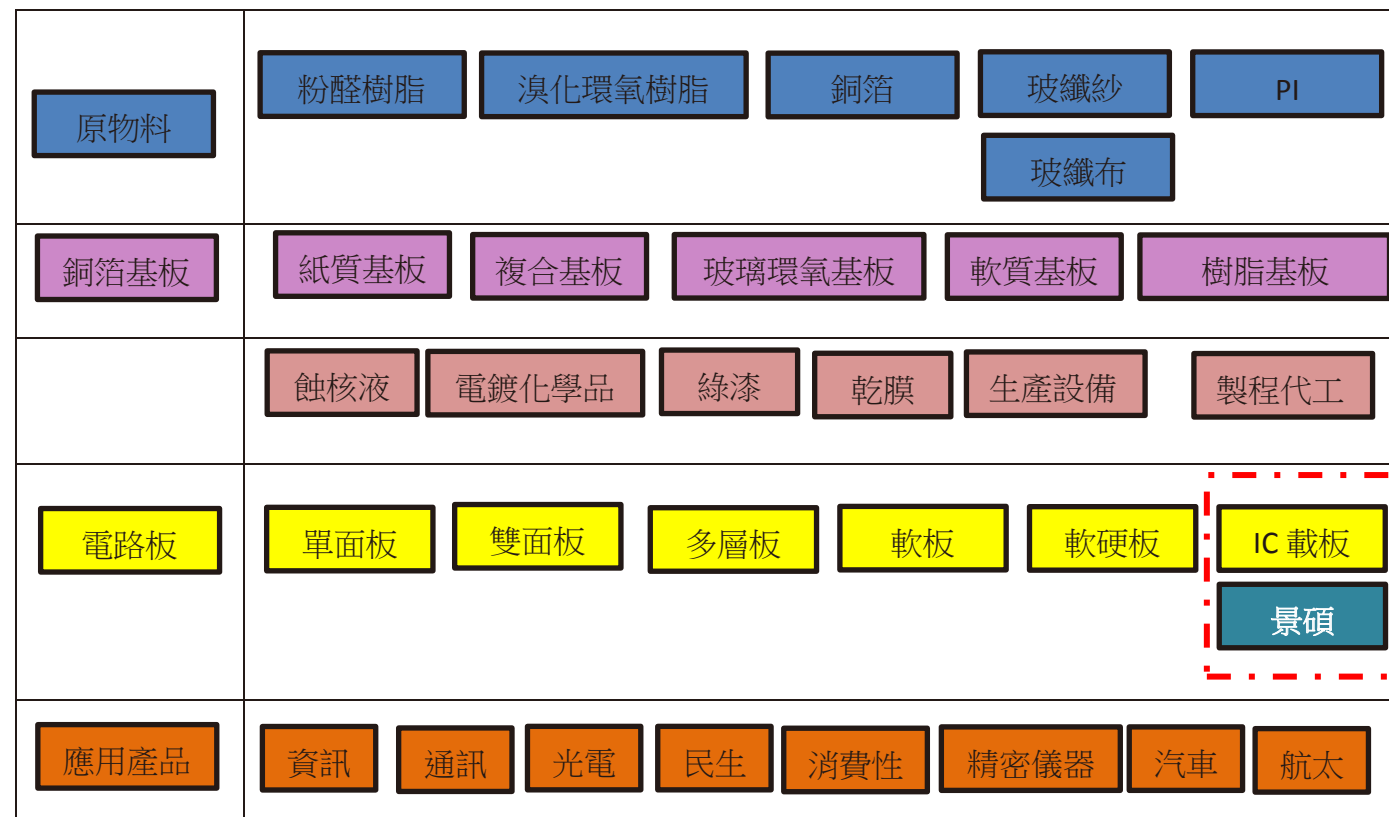 原物料
粉醛樹脂
溴化環氧樹脂
銅箔
玻纖紗
PI
玻纖布
銅箔基板
紙質基板
複合基板
玻璃環氧基板
軟質基板
樹脂基板
蝕核液
電鍍化學品
綠漆
乾膜
生產設備
製程代工
電路板
單面板
雙面板
多層板
軟板
軟硬板
IC 載板
景碩
應用產品
資訊
通訊
光電
民生
消費性
精密儀器
汽車
航太